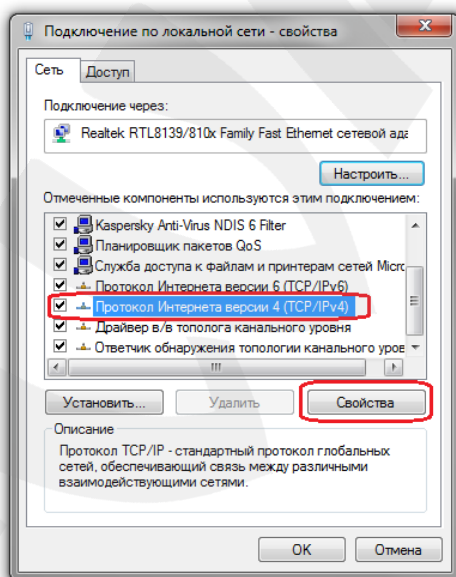 Подключение по локальной сети - свойства
Сеть
Доступ
Подключение через:
Realtek RTL8139/810x Family Fast Ethernet сетевой ада
Настроить...
Отмеченные компоненты используются этим подключением:
Kaspersky Anti-Virus NDIS 6 Filter
Планировщик пакетов QoS
Служба доступа к файлам и принтерам сетей Micro
Протокол Интернета версии 6 (TCP/IPv6)
Протокол Интернета версии 4 (TCP/IPv4)
Драйвер в/в тополога канального уровня
Ответчик обнаружения топологии канального уров
Установить...
Удалить
Свойства
Описание
Протокол TCP/IP - стандартный протокол глобальных
сетей, обеспечивающий связь между различными
взаимодействующими сетями.
OK
Отмена